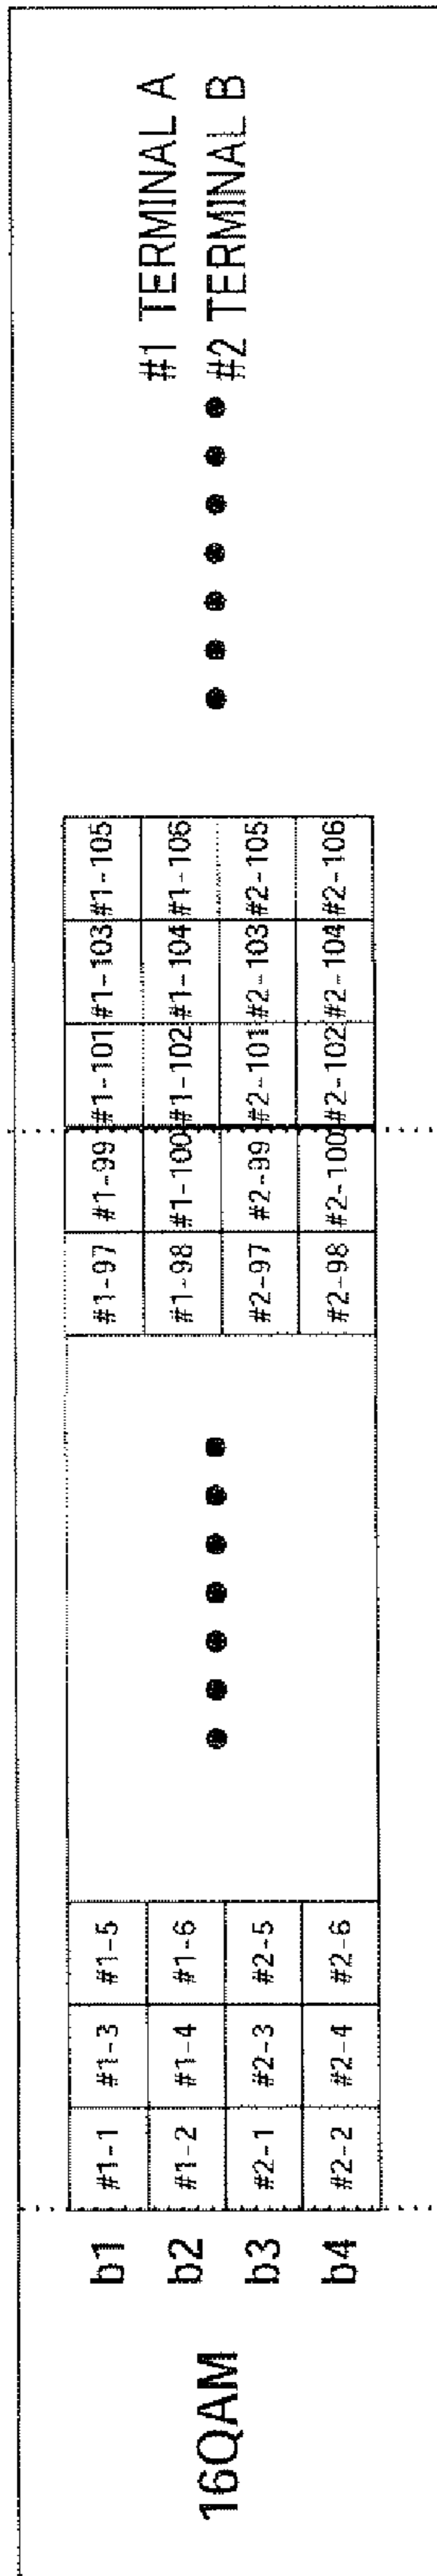 16QAM
b1 #1-1 #1-3 #1-5 #1-97 #1-99 #1-101 #1-103 #1-105
b2 #1-2 #1-4 #1-6 #1-98 #1-100 #1-102 #1-104 #1-106
b3 #2-1 #2-3 #2-5 #2-97 #2-99 #2-101 #2-103 #2-105
b4 #2-2 #2-4 #2-6 #2-98 #2-100 #2-102 #2-104 #2-106
#1 TERMINAL A
#2 TERMINAL B